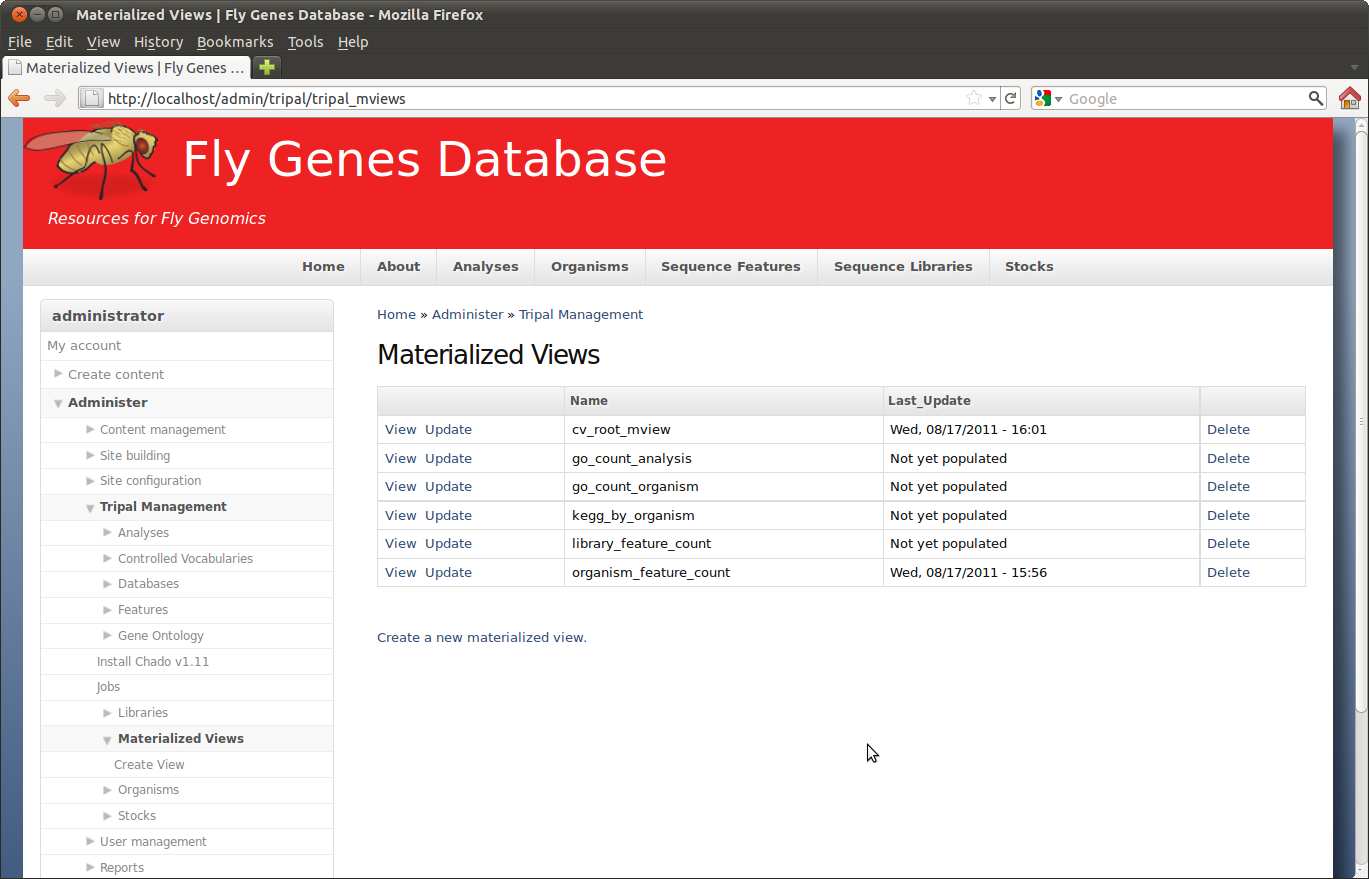 Materialized Views | Fly Genes Database - Mozilla Firefox
File Edit View History Bookmarks Tools Help
Materialized Views | Fly Genes ...
http://localhost/admin/tripal/tripal_mviews Google
Fly Genes Database
Resources for Fly Genomics
Home About Analyses Organisms Sequence Features Sequence Libraries Stocks
administrator
My account
Create content
Administer
Content management
Site building
Site configuration
Tripal Management
Analyses
Controlled Vocabularies
Databases
Features
Gene Ontology
Install Chado v1.11
Jobs
Libraries
Materialized Views
Create View
Organisms
Stocks
User management
Reports
Home » Administer » Tripal Management
Materialized Views
Name Last_Update
View Update cv_root_mview Wed, 08/17/2011 - 16:01 Delete
View Update go_count_analysis Not yet populated Delete
View Update go_count_organism Not yet populated Delete
View Update kegg_by_organism Not yet populated Delete
View Update library_feature_count Not yet populated Delete
View Update organism_feature_count Wed, 08/17/2011 - 15:56 Delete
Create a new materialized view.